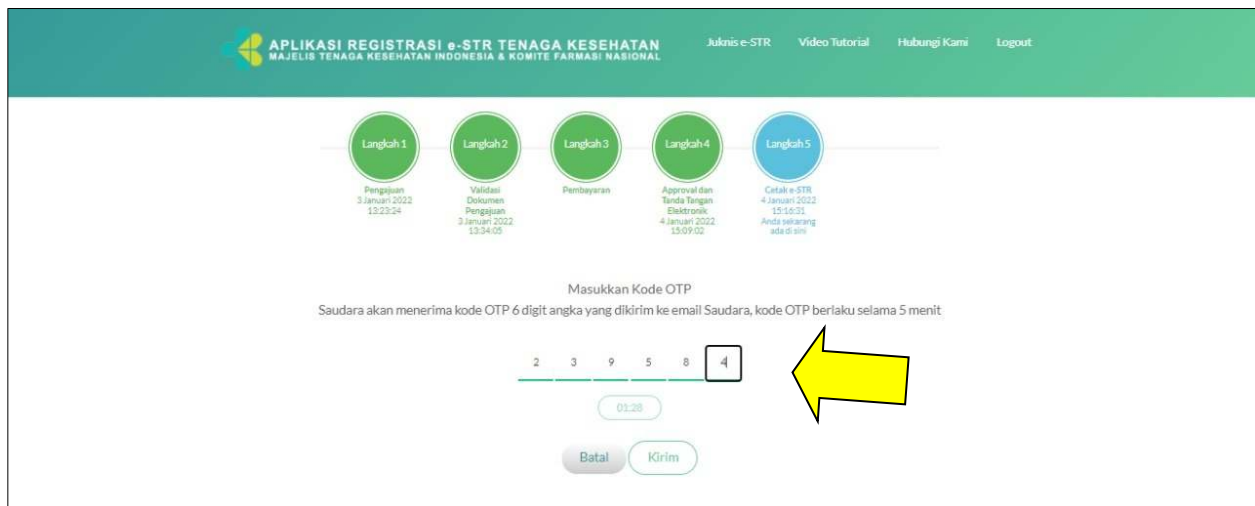 APLIKASI REGISTRASI e-STR TENAGA KESEHATAN
MAJELIS TENAGA KESEHATAN INDONESIA & KOMITE FARMASI NASIONAL
Juknis e-STR Video Tutorial Hubungi Kami Logout
Langkah 1
Pengajuan
3 Januari 2022
13:23:24
Langkah 2
Validasi
Dokumen
Pengajuan
3 Januari 2022
13:34:05
Langkah 3
Pembayaran
Langkah 4
Approval dan
Tanda Tangan
Elektronik
4 Januari 2022
15:09:02
Langkah 5
Cetak e-STR
4 Januari 2022
15:16:31
Anda sekarang
ada di sini
Masukkan Kode OTP
Saudara akan menerima kode OTP 6 digit angka yang dikirim ke email Saudara, kode OTP berlaku selama 5 menit
2 3 9 5 8 4
01:28
Batal Kirim